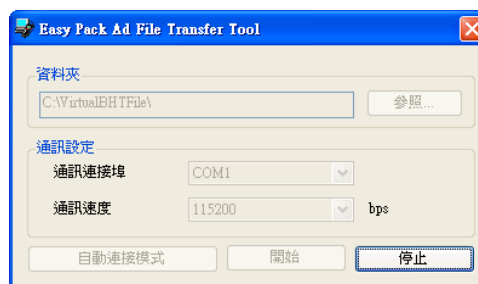 Easy Pack Ad File Transfer Tool
資料夾
C:\VirtualBHTFile\
參照...
通訊設定
通訊連接埠 COM1
通訊速度 115200 bps
自動連接模式 開始 停止